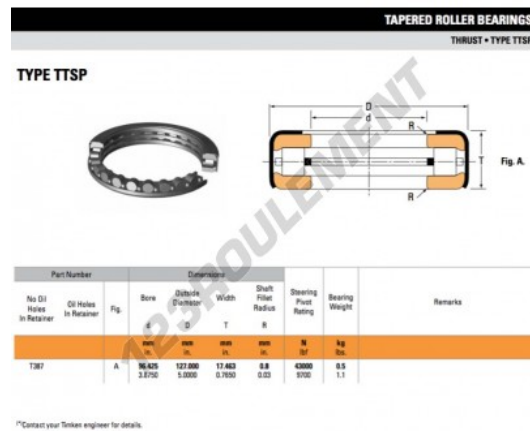 TAPERED ROLLER BEARINGS
THRUST • TYPE TTSP
TYPE TTSP
D
d
R
T
Fig. A.
R
123ROULEMENT
Part Number Dimensions
No Oil Holes In Retainer Oil Holes In Retainer Fig. Bore Outside Diameter Width Shaft Fillet Radius Steering Pivot Rating Bearing Weight Remarks
d D T R
mm mm mm mm N kg
in. in. in. in. lbf lbs.
T387 A 98.425 127.000 17.463 0.8 43000 0.5
3.8750 5.0000 0.7650 0.03 9700 1.1
(*)Contact your Timken engineer for details.